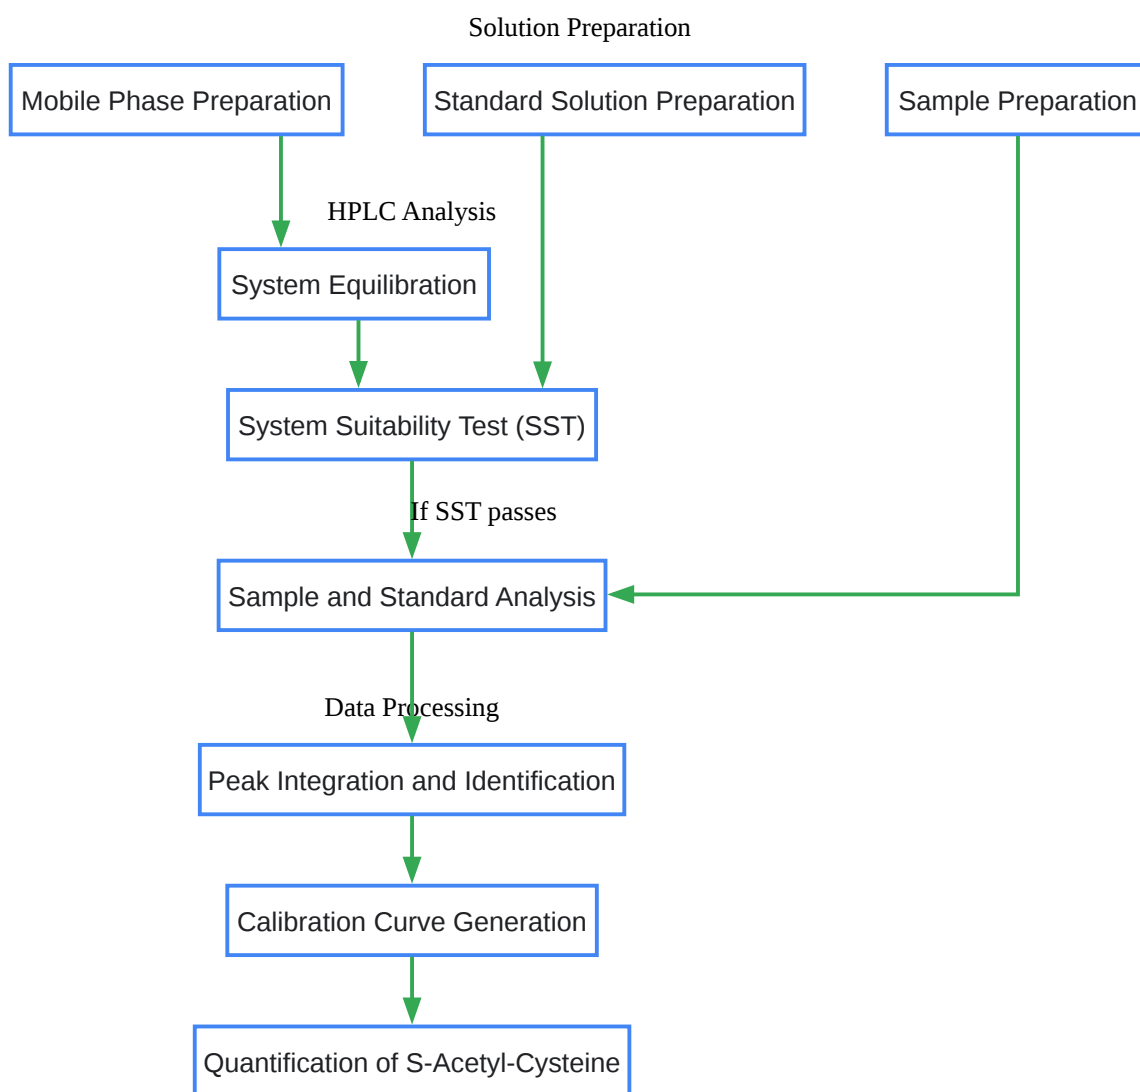 Solution Preparation
Mobile Phase Preparation
Standard Solution Preparation
Sample Preparation
HPLC Analysis
System Equilibration
System Suitability Test (SST)
If SST passes
Sample and Standard Analysis
Data Processing
Peak Integration and Identification
Calibration Curve Generation
Quantification of S-Acetyl-Cysteine